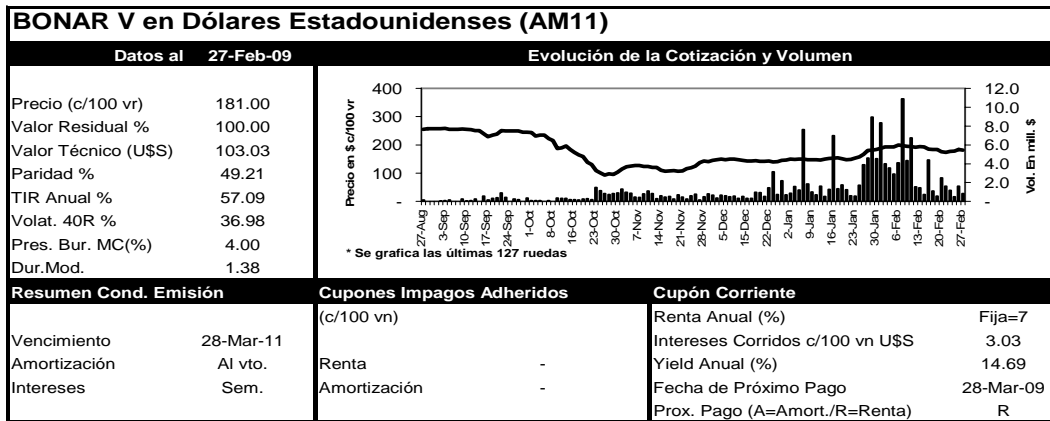 BONAR V en Dólares Estadounidenses (AM11)
Datos al 27-Feb-09
Precio (c/100 vr) 181.00
Valor Residual % 100.00
Valor Técnico (U$S) 103.03
Paridad % 49.21
TIR Anual % 57.09
Volat. 40R % 36.98
Pres. Bur. MC(%) 4.00
Dur.Mod. 1.38
Evolución de la Cotización y Volumen
Precio en $ c/100 vr
400
300
200
100
-
12.0
10.0
8.0
6.0
4.0
2.0
-
Vol. En mill. $
27-Aug 3-Sep 10-Sep 17-Sep 24-Sep 1-Oct 8-Oct 16-Oct 23-Oct 30-Oct 7-Nov 14-Nov 21-Nov 28-Nov 5-Dec 15-Dec 22-Dec 2-Jan 9-Jan 16-Jan 23-Jan 30-Jan 6-Feb 13-Feb 20-Feb 27-Feb
* Se grafica las últimas 127 ruedas
Resumen Cond. Emisión
Vencimiento 28-Mar-11
Amortización Al vto.
Intereses Sem.
Cupones Impagos Adheridos
(c/100 vn)
Renta -
Amortización -
Cupón Corriente
Renta Anual (%) Fija=7
Intereses Corridos c/100 vn U$S 3.03
Yield Anual (%) 14.69
Fecha de Próximo Pago 28-Mar-09
Prox. Pago (A=Amort./R=Renta) R